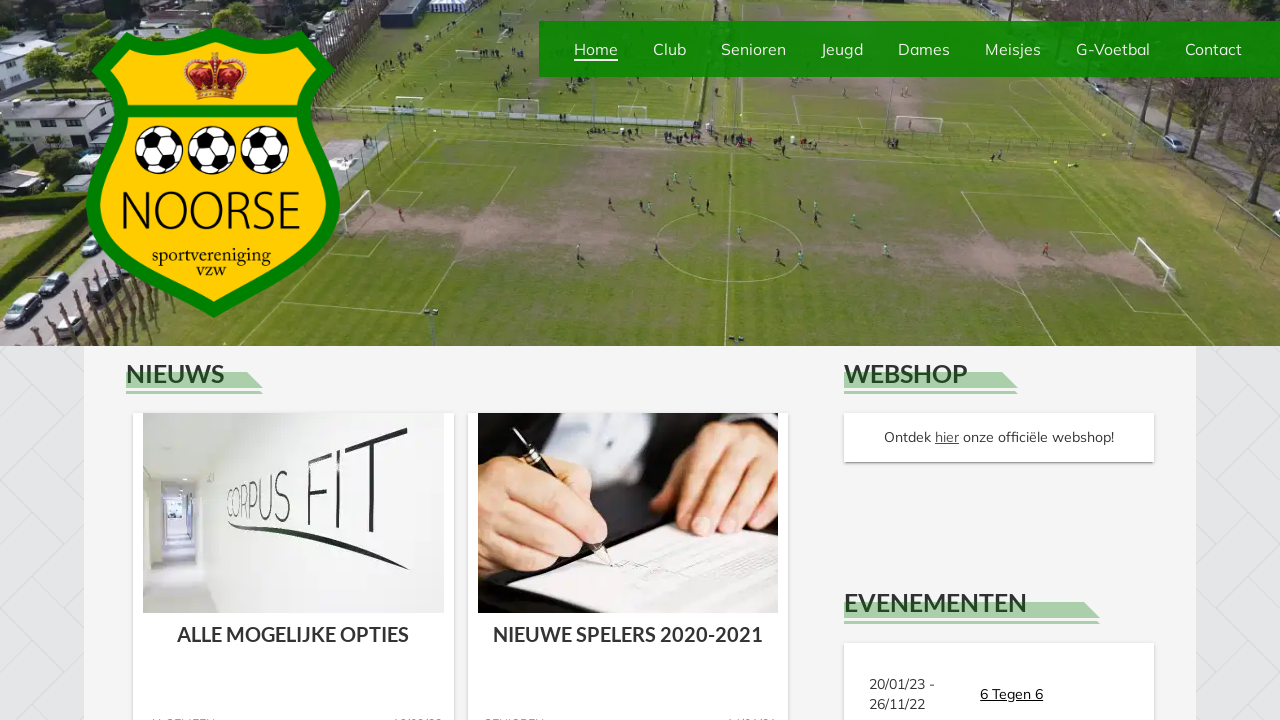 Home Club Senioren Jeugd Dames Meisjes G-Voetbal Contact
NOORSE
sportvereniging
vzw
NIEUWS
WEBSHOP
Ontdek hier onze officiële webshop!
CORPUS FIT
ALLE MOGELIJKE OPTIES
NIEUWE SPELERS 2020-2021
EVENEMENTEN
20/01/23 -
26/11/22
6 Tegen 6